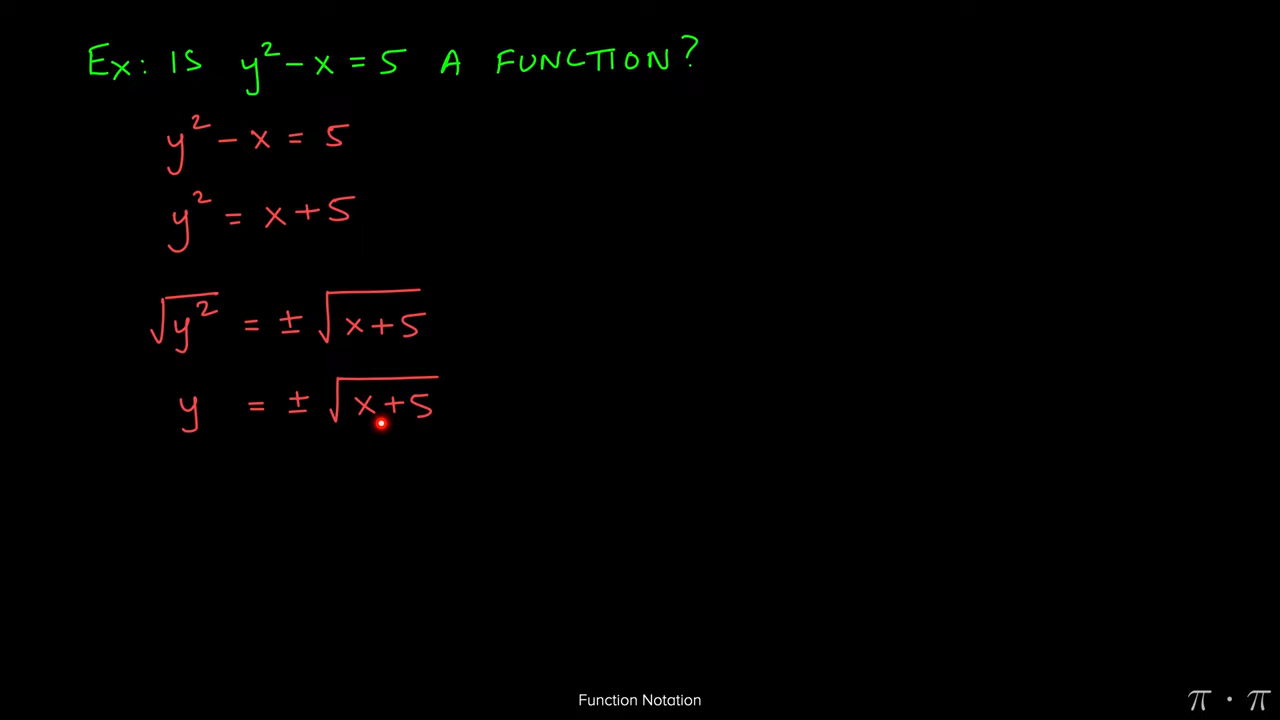 Ex: IS y² - x = 5 A FUNCTION?
y² - x = 5
y² = x + 5
√y² = ± √x + 5
y = ± √x + 5
Function Notation
π · π